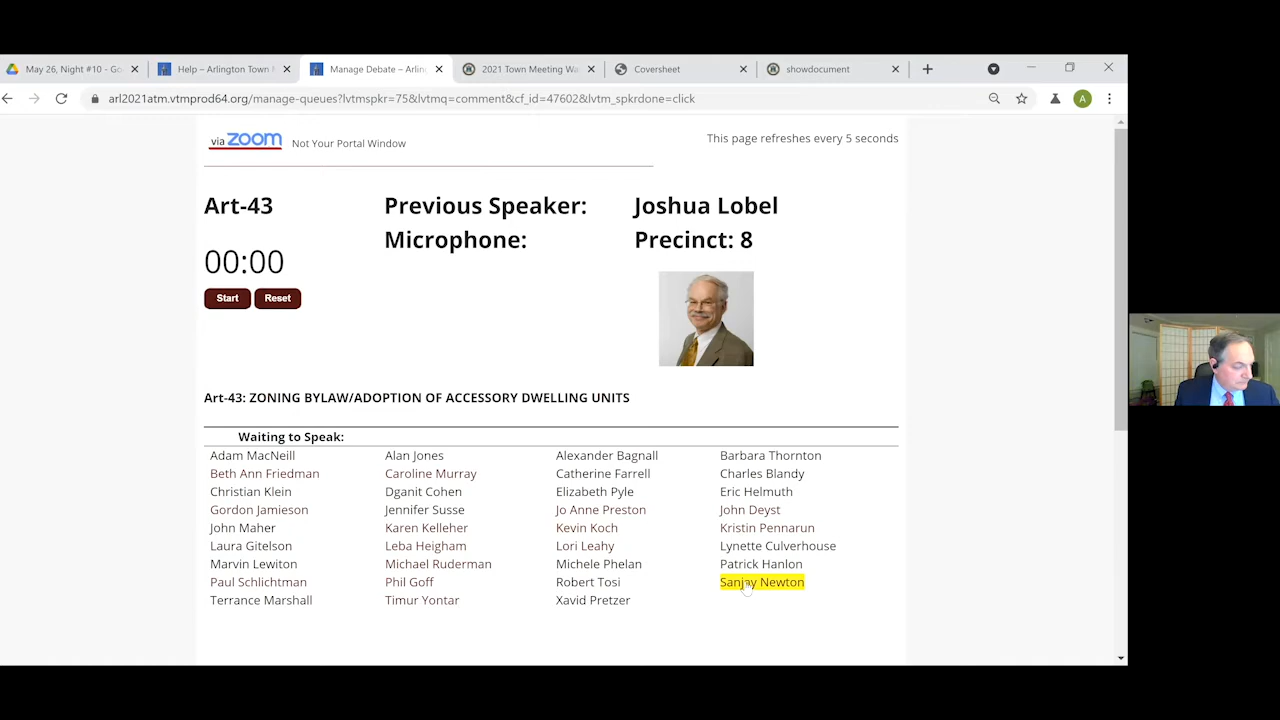 May 26, Night #10 - Go
Help – Arlington Town
Manage Debate – Arlin
2021 Town Meeting Wa
Coversheet
showdocument
arl2021atm.vtmprod64.org/manage-queues?lvtmspkr=75&lvtmq=comment&cf_id=47602&lvtm_spkrdone=click
A
via zoom Not Your Portal Window
This page refreshes every 5 seconds
Art-43 Previous Speaker: Joshua Lobel
Microphone: Precinct: 8
00:00
Start Reset
Art-43: ZONING BYLAW/ADOPTION OF ACCESSORY DWELLING UNITS
Waiting to Speak:
Adam MacNeill Alan Jones Alexander Bagnall Barbara Thornton
Beth Ann Friedman Caroline Murray Catherine Farrell Charles Blandy
Christian Klein Dganit Cohen Elizabeth Pyle Eric Helmuth
Gordon Jamieson Jennifer Susse Jo Anne Preston John Deyst
John Maher Karen Kelleher Kevin Koch Kristin Pennarun
Laura Gitelson Leba Heigham Lori Leahy Lynette Culverhouse
Marvin Lewiton Michael Ruderman Michele Phelan Patrick Hanlon
Paul Schlichtman Phil Goff Robert Tosi Sanjay Newton
Terrance Marshall Timur Yontar Xavid Pretzer